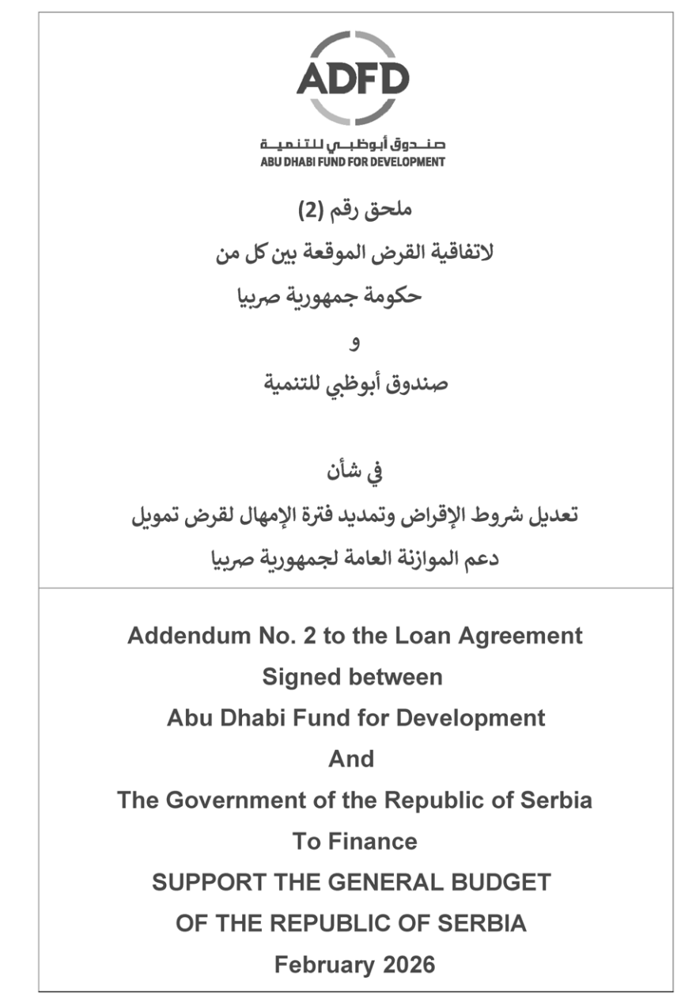 ADFD
صندوق أبوظبي للتنمية
ABU DHABI FUND FOR DEVELOPMENT
ملحق رقم (2)
لاتفاقية القرض الموقعة بين كل من
حكومة جمهورية صربيا
و
صندوق أبوظبي للتنمية
في شأن
تعديل شروط الإقراض وتمديد فترة الإمهال لقرض تمويل
دعم الموازنة العامة لجمهورية صربيا
Addendum No. 2 to the Loan Agreement
Signed between
Abu Dhabi Fund for Development
And
The Government of the Republic of Serbia
To Finance
SUPPORT THE GENERAL BUDGET
OF THE REPUBLIC OF SERBIA
February 2026